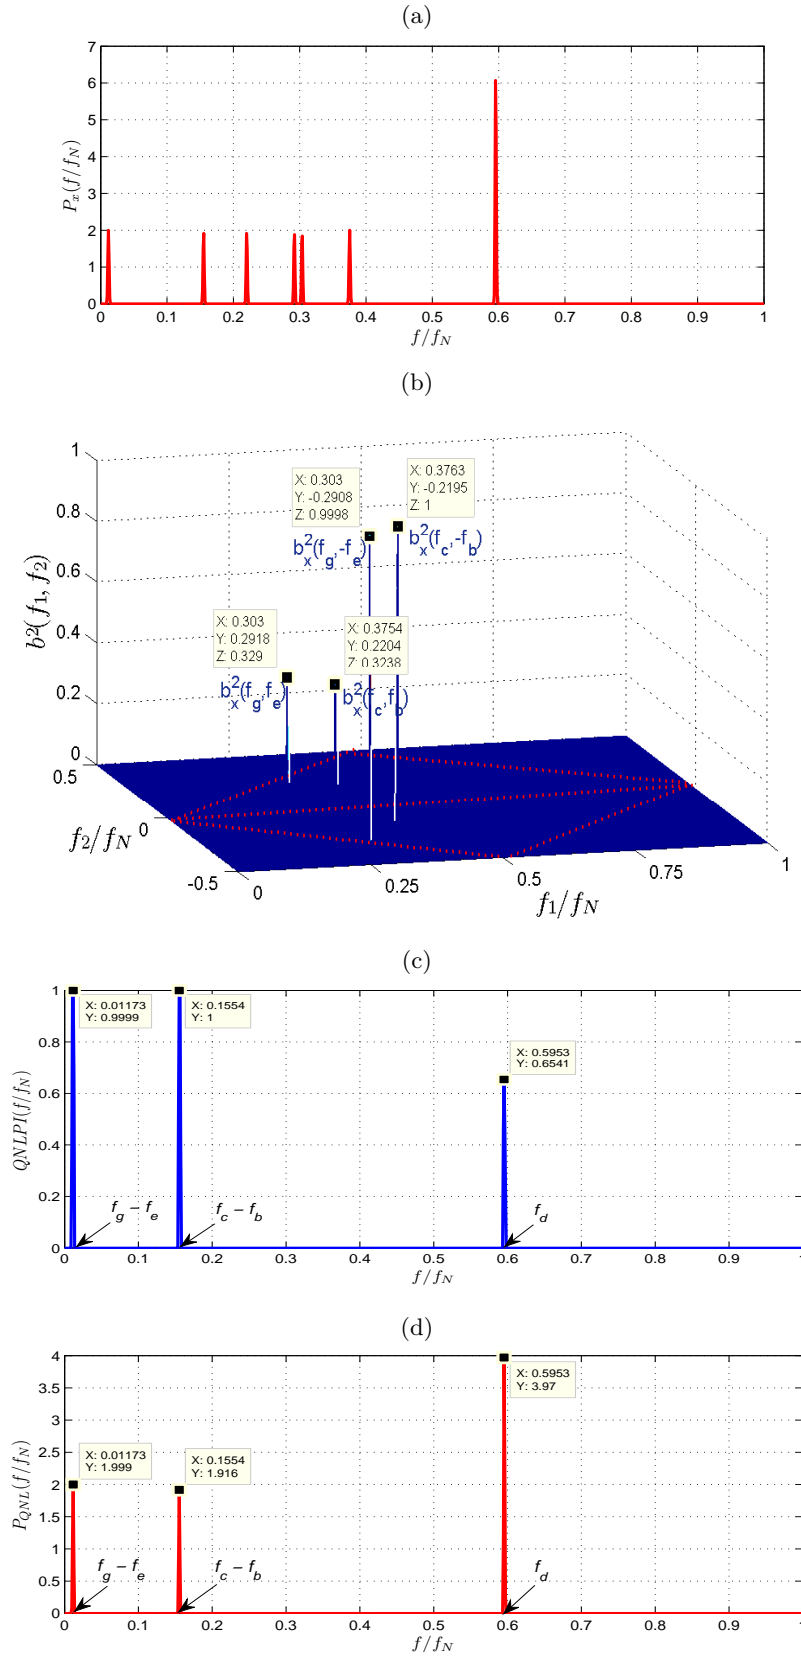 (a)
7
6
5
4
3
2
1
0
P_x(f/f_N)
0 0.1 0.2 0.3 0.4 0.5 0.6 0.7 0.8 0.9 1
f/f_N
(b)
1
0.8
0.6
0.4
0.2
0
b²(f₁, f₂)
X: 0.303
Y: -0.2908
Z: 0.9998
b²_x(f_g,-f_e)
X: 0.3763
Y: -0.2195
Z: 1
b²_x(f_c,-f_b)
X: 0.303
Y: 0.2918
Z: 0.329
b²_x(f_g,f_e)
X: 0.3754
Y: 0.2204
Z: 0.3238
b²_x(f_c,f_b)
0.5
0
-0.5
f₂/f_N
0 0.25 0.5 0.75 1
f₁/f_N
(c)
1
0.8
0.6
0.4
0.2
0
QNLPI(f/f_N)
X: 0.01173
Y: 0.9999
X: 0.1554
Y: 1
X: 0.5953
Y: 0.6541
f_g − f_e
f_c − f_b
f_d
0 0.1 0.2 0.3 0.4 0.5 0.6 0.7 0.8 0.9 1
f/f_N
(d)
4
3.5
3
2.5
2
1.5
1
0.5
0
P_QNL(f/f_N)
X: 0.01173
Y: 1.999
X: 0.1554
Y: 1.916
X: 0.5953
Y: 3.97
f_g − f_e
f_c − f_b
f_d
0 0.1 0.2 0.3 0.4 0.5 0.6 0.7 0.8 0.9 1
f/f_N